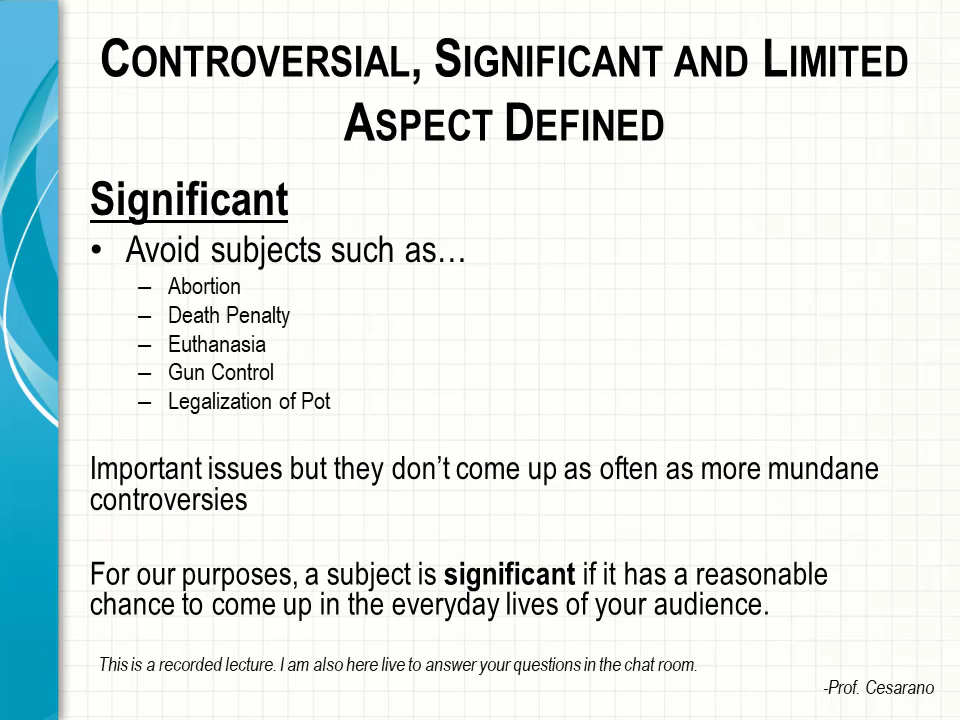 CONTROVERSIAL, SIGNIFICANT AND LIMITED
ASPECT DEFINED
Significant
• Avoid subjects such as…
– Abortion
– Death Penalty
– Euthanasia
– Gun Control
– Legalization of Pot
Important issues but they don’t come up as often as more mundane
controversies
For our purposes, a subject is significant if it has a reasonable
chance to come up in the everyday lives of your audience.
This is a recorded lecture. I am also here live to answer your questions in the chat room.
-Prof. Cesarano